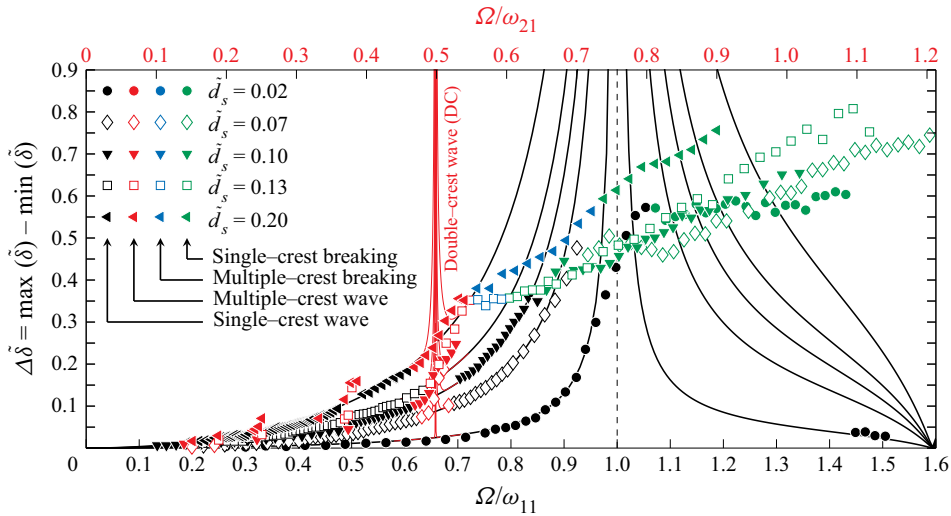 Ω/ω21
0 0.1 0.2 0.3 0.4 0.5 0.6 0.7 0.8 0.9 1.0 1.1 1.2
0.9
0.8
0.7
0.6
0.5
0.4
0.3
0.2
0.1
0
Δδ̃ = max (δ̃) − min (δ̃)
d̃s = 0.02
d̃s = 0.07
d̃s = 0.10
d̃s = 0.13
d̃s = 0.20
Single–crest breaking
Multiple–crest breaking
Multiple–crest wave
Single–crest wave
Double–crest wave (DC)
0.1 0.2 0.3 0.4 0.5 0.6 0.7 0.8 0.9 1.0 1.1 1.2 1.3 1.4 1.5 1.6
Ω/ω11